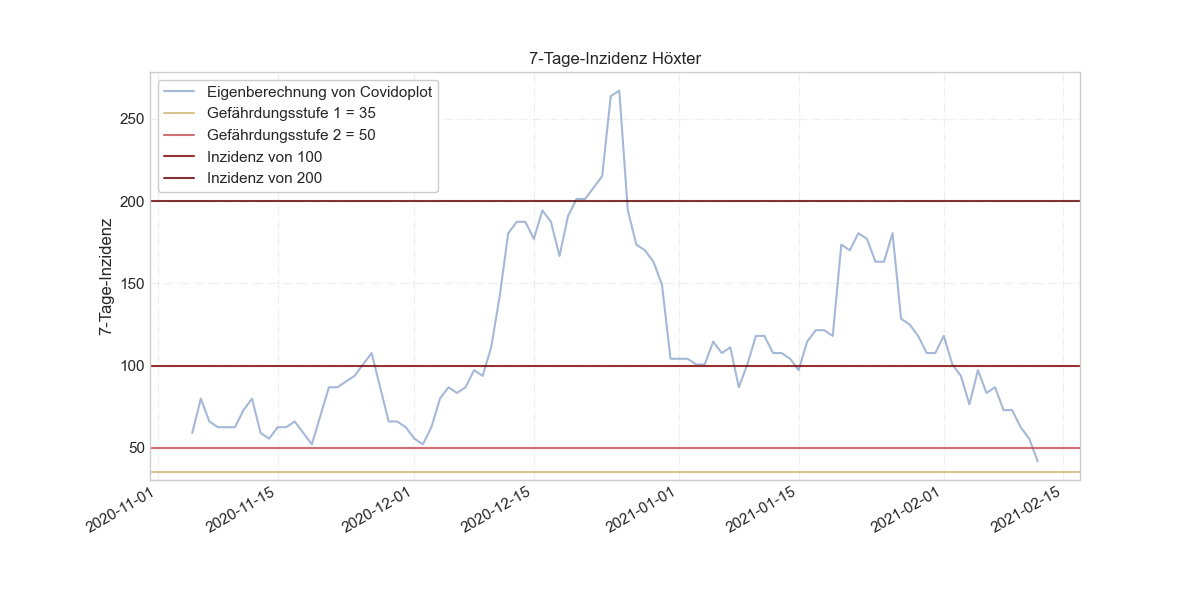 7-Tage-Inzidenz Höxter
Eigenberechnung von Covidoplot
Gefährdungsstufe 1 = 35
Gefährdungsstufe 2 = 50
Inzidenz von 100
Inzidenz von 200
7-Tage-Inzidenz
250
200
150
100
50
2020-11-01
2020-11-15
2020-12-01
2020-12-15
2021-01-01
2021-01-15
2021-02-01
2021-02-15